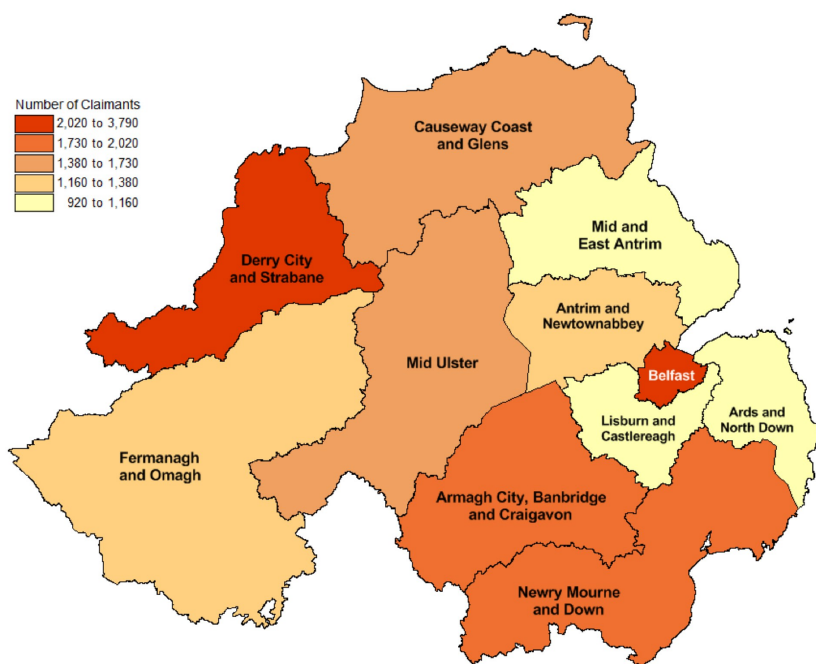 Number of Claimants
2,020 to 3,790
1,730 to 2,020
1,380 to 1,730
1,160 to 1,380
920 to 1,160
Causeway Coast
and Glens
Mid and
East Antrim
Derry City
and Strabane
Antrim and
Newtownabbey
Mid Ulster
Belfast
Lisburn and
Castlereagh
Ards and
North Down
Fermanagh
and Omagh
Armagh City, Banbridge
and Craigavon
Newry Mourne
and Down